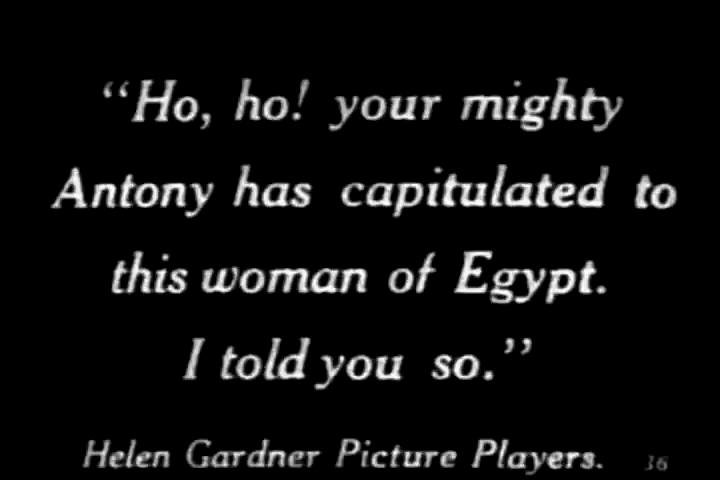 “Ho, ho! your mighty
Antony has capitulated to
this woman of Egypt.
I told you so.”
Helen Gardner Picture Players. 36